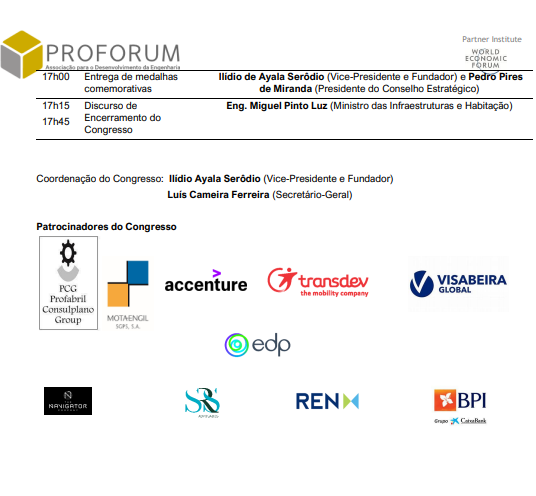 PROFORUM
Associação para o Desenvolvimento da Engenharia
Partner Institute
WORLD
ECONOMIC
FORUM
17h00 Entrega de medalhas comemorativas Ilídio de Ayala Serôdio (Vice-Presidente e Fundador) e Pedro Pires de Miranda (Presidente do Conselho Estratégico)
17h15 Discurso de Encerramento do Congresso Eng. Miguel Pinto Luz (Ministro das Infraestruturas e Habitação)
17h45
Coordenação do Congresso: Ilídio Ayala Serôdio (Vice-Presidente e Fundador)
Luís Cameira Ferreira (Secretário-Geral)
Patrocinadores do Congresso
PCG
Profabril
Consulplano
Group
MOTAENGIL
SGPS, S.A.
accenture
transdev
the mobility company
VISABEIRA
GLOBAL
edp
NAVIGATOR
SRS
REN
BPI
Grupo CaixaBank